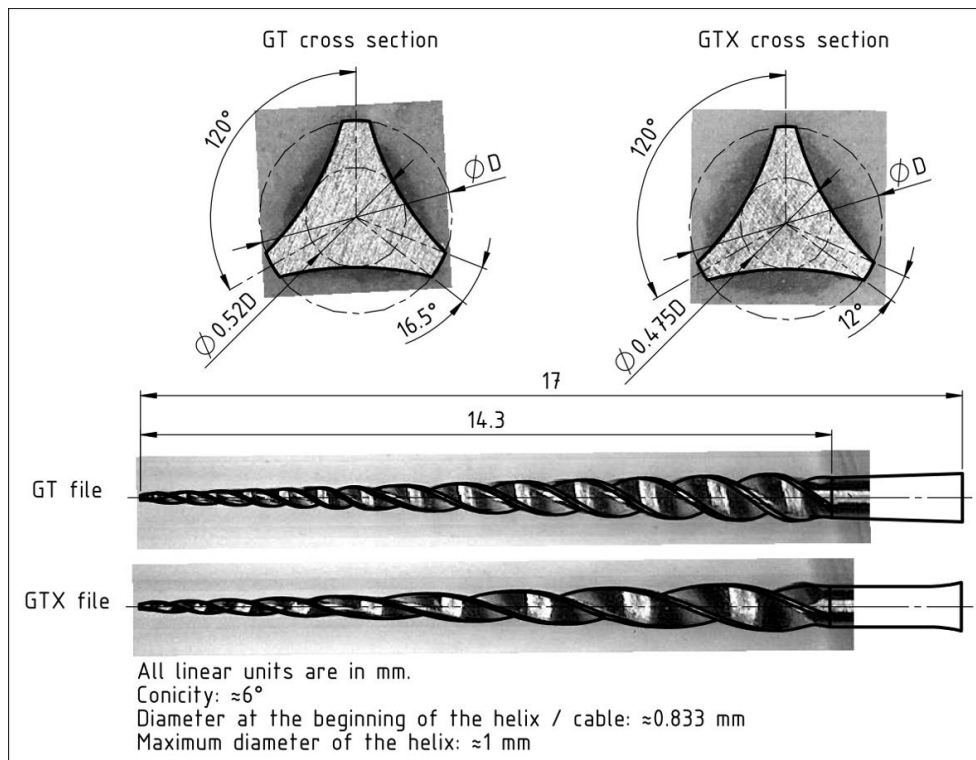 GT cross section
GTX cross section
120°
120°
ϕD
ϕD
ϕ0.52D
16.5°
ϕ0.475D
12°
17
14.3
GT file
GTX file
All linear units are in mm.
Conicity: ≈6°
Diameter at the beginning of the helix / cable: ≈0.833 mm
Maximum diameter of the helix: ≈1 mm